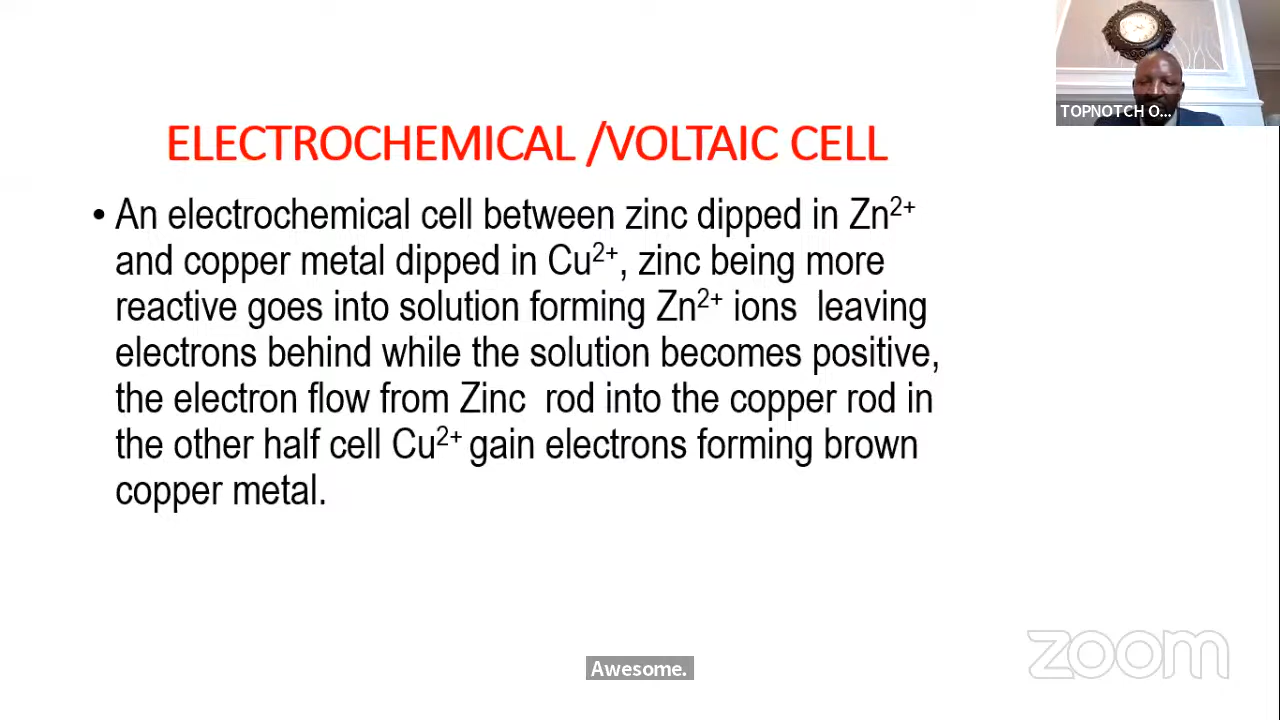 TOPNOTCH O...
ELECTROCHEMICAL /VOLTAIC CELL
• An electrochemical cell between zinc dipped in Zn²⁺
and copper metal dipped in Cu²⁺, zinc being more
reactive goes into solution forming Zn²⁺ ions leaving
electrons behind while the solution becomes positive,
the electron flow from Zinc rod into the copper rod in
the other half cell Cu²⁺ gain electrons forming brown
copper metal.
zoom
Awesome.